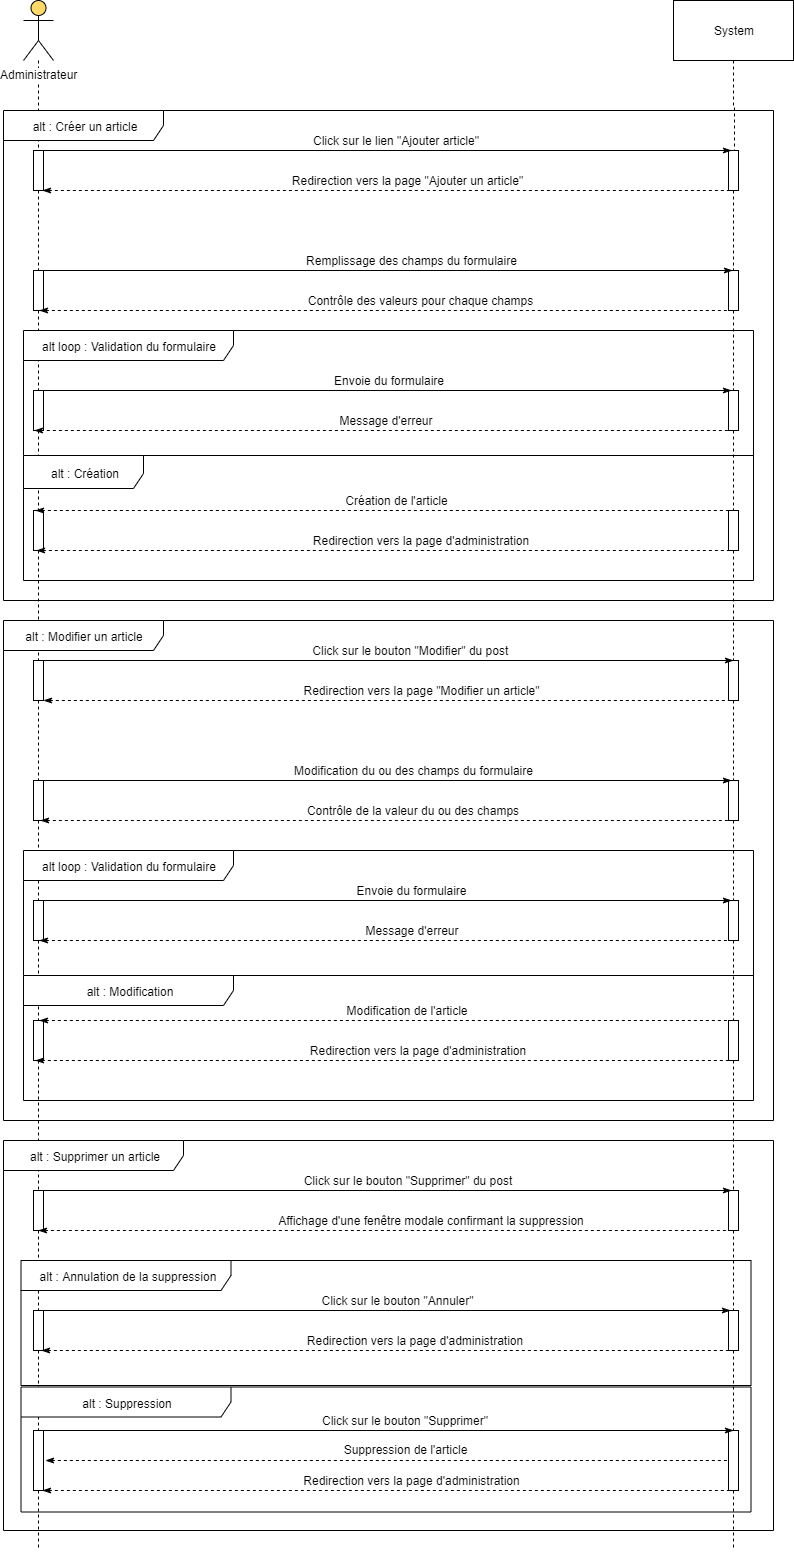 System
Administrateur
alt : Créer un article
Click sur le lien "Ajouter article"
Redirection vers la page "Ajouter un article"
Remplissage des champs du formulaire
Contrôle des valeurs pour chaque champs
alt loop : Validation du formulaire
Envoie du formulaire
Message d'erreur
alt : Création
Création de l'article
Redirection vers la page d'administration
alt : Modifier un article
Click sur le bouton "Modifier" du post
Redirection vers la page "Modifier un article"
Modification du ou des champs du formulaire
Contrôle de la valeur du ou des champs
alt loop : Validation du formulaire
Envoie du formulaire
Message d'erreur
alt : Modification
Modification de l'article
Redirection vers la page d'administration
alt : Supprimer un article
Click sur le bouton "Supprimer" du post
Affichage d'une fenêtre modale confirmant la suppression
alt : Annulation de la suppression
Click sur le bouton "Annuler"
Redirection vers la page d'administration
alt : Suppression
Click sur le bouton "Supprimer"
Suppression de l'article
Redirection vers la page d'administration